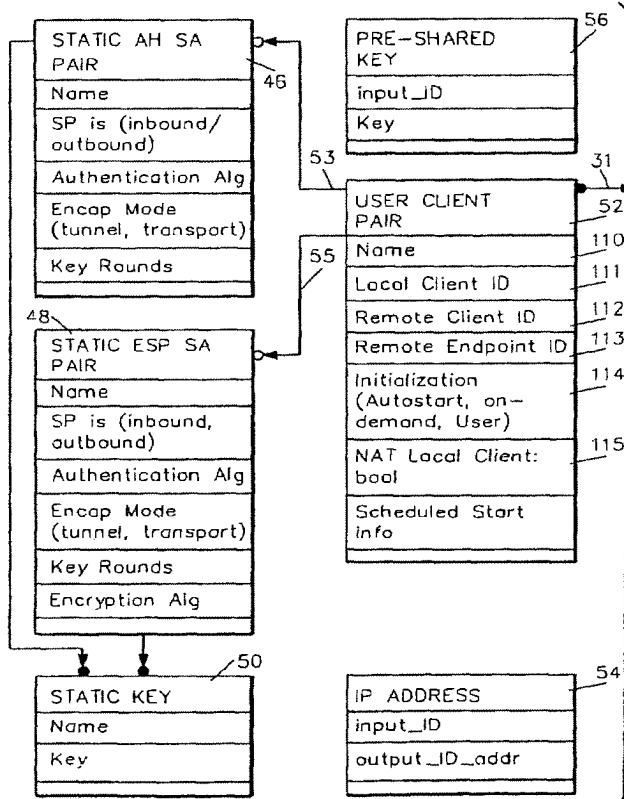 STATIC AH SA
PAIR
46
Name
SP is (inbound/
outbound)
Authentication Alg
Encap Mode
(tunnel, transport)
Key Rounds
48
STATIC ESP SA
PAIR
Name
SP is (inbound,
outbound)
Authentication Alg
Encap Mode
(tunnel, transport)
Key Rounds
Encryption Alg
50
STATIC KEY
Name
Key
53
55
56
PRE-SHARED
KEY
input_ID
Key
31
USER CLIENT
PAIR
52
Name
110
Local Client ID
111
Remote Client ID
112
Remote Endpoint ID
113
Initialization
(Autostart, on-
demand, User)
114
NAT Local Client:
bool
115
Scheduled Start
info
54
IP ADDRESS
input_ID
output_ID_addr